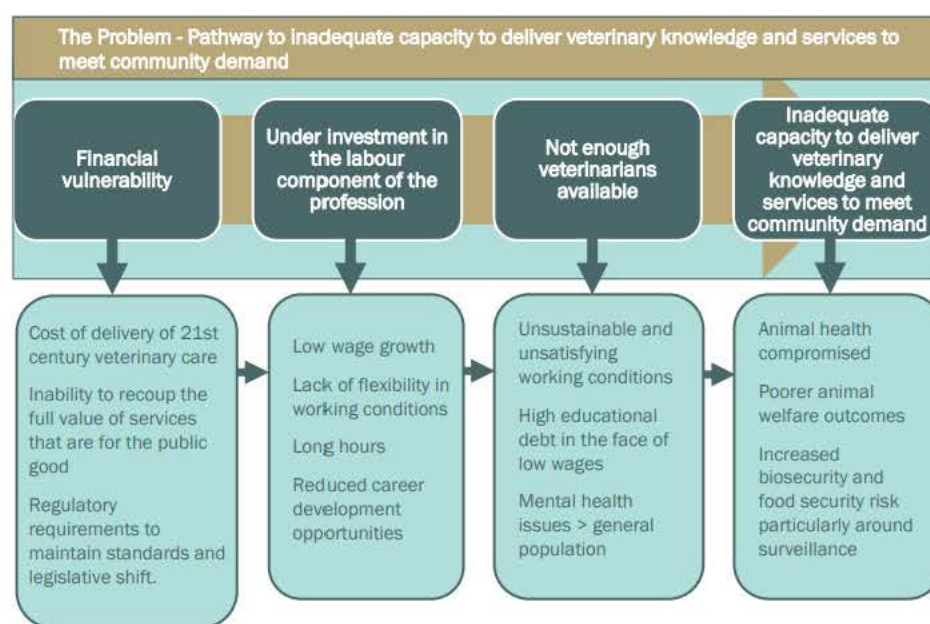 The Problem - Pathway to inadequate capacity to deliver veterinary knowledge and services to
meet community demand
Financial
vulnerability
Under investment in
the labour
component of the
profession
Not enough
veterinarians
available
Inadequate
capacity to deliver
veterinary
knowledge and
services to meet
community demand
Cost of delivery of 21st
century veterinary care
Inability to recoup the
full value of services
that are for the public
good
Regulatory
requirements to
maintain standards and
legislative shift.
Low wage growth
Lack of flexibility in
working conditions
Long hours
Reduced career
development
opportunities
Unsustainable and
unsatisfying
working conditions
High educational
debt in the face of
low wages
Mental health
issues > general
population
Animal health
compromised
Poorer animal
welfare outcomes
Increased
biosecurity and
food security risk
particularly around
surveillance